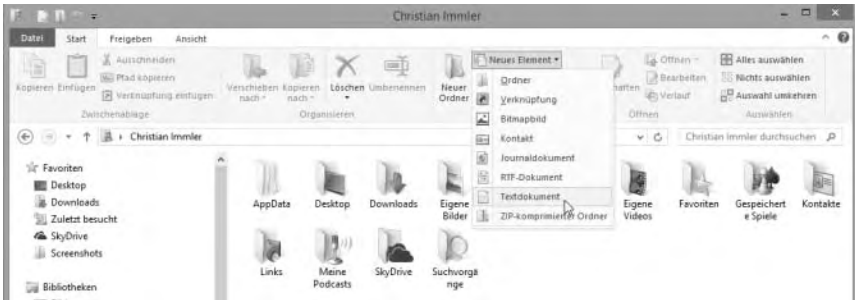 Christian Immler
Datei Start Freigeben Ansicht
Kopieren Einfügen
Ausschneiden
Pfad kopieren
Verknüpfung einfügen
Zwischenablage
Verschieben nach
Kopieren nach
Löschen Umbenennen
Organisieren
Neuer Ordner
Neues Element
Ordner
Verknüpfung
Bitmapbild
Kontakt
Journaldokument
RTF-Dokument
Textdokument
ZIP-komprimierter Ordner
Öffnen
Bearbeiten
Verlauf
Öffnen
Alles auswählen
Nichts auswählen
Auswahl umkehren
Auswählen
Christian Immler
Christian Immler durchsuchen
Favoriten
Desktop
Downloads
Zuletzt besucht
SkyDrive
Screenshots
Bibliotheken
AppData Desktop Downloads Eigene Bilder
Eigene Videos
Favoriten
Gespeicherte Spiele
Kontakte
Links
Meine Podcasts
SkyDrive
Suchvorgänge